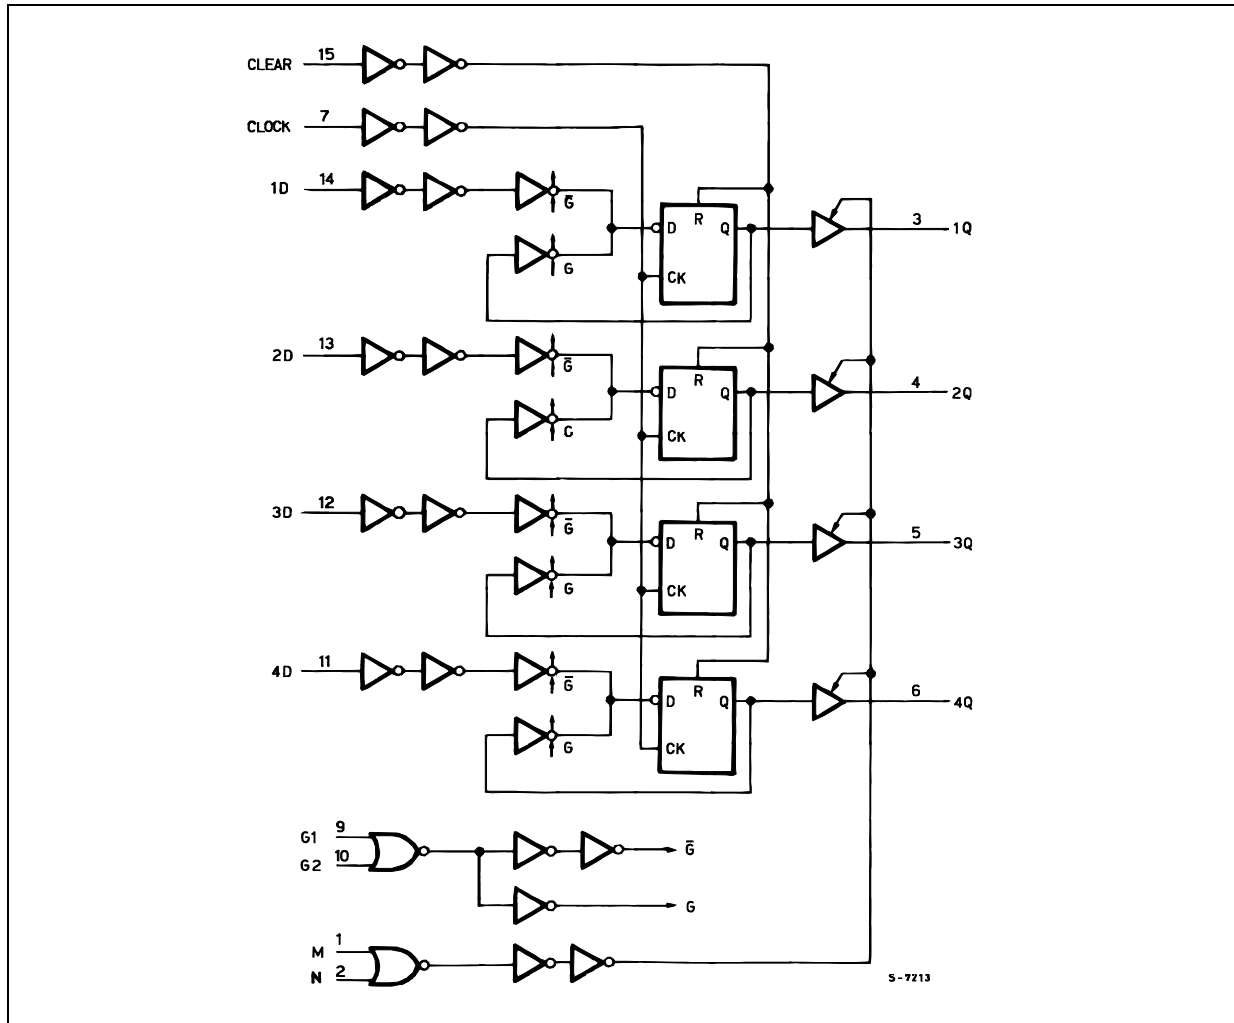 CLEAR 15
CLOCK 7
1D 14
G̅
R
D Q
3 1Q
G
CK
2D 13
G̅
R
D Q
4 2Q
C
CK
3D 12
G̅
R
D Q
5 3Q
G
CK
4D 11
G̅
R
D Q
6 4Q
G
CK
G1 9
G2 10
G̅
G
M 1
N 2
S-7213